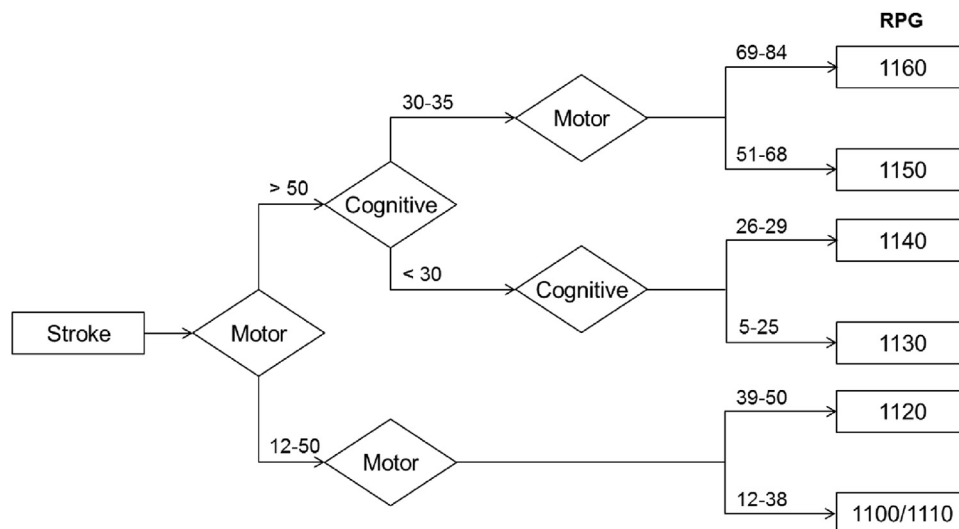 RPG
69-84
1160
30-35
Motor
51-68
1150
> 50
Cognitive
26-29
1140
< 30
Cognitive
Stroke
Motor
5-25
1130
39-50
1120
12-50
Motor
12-38
1100/1110